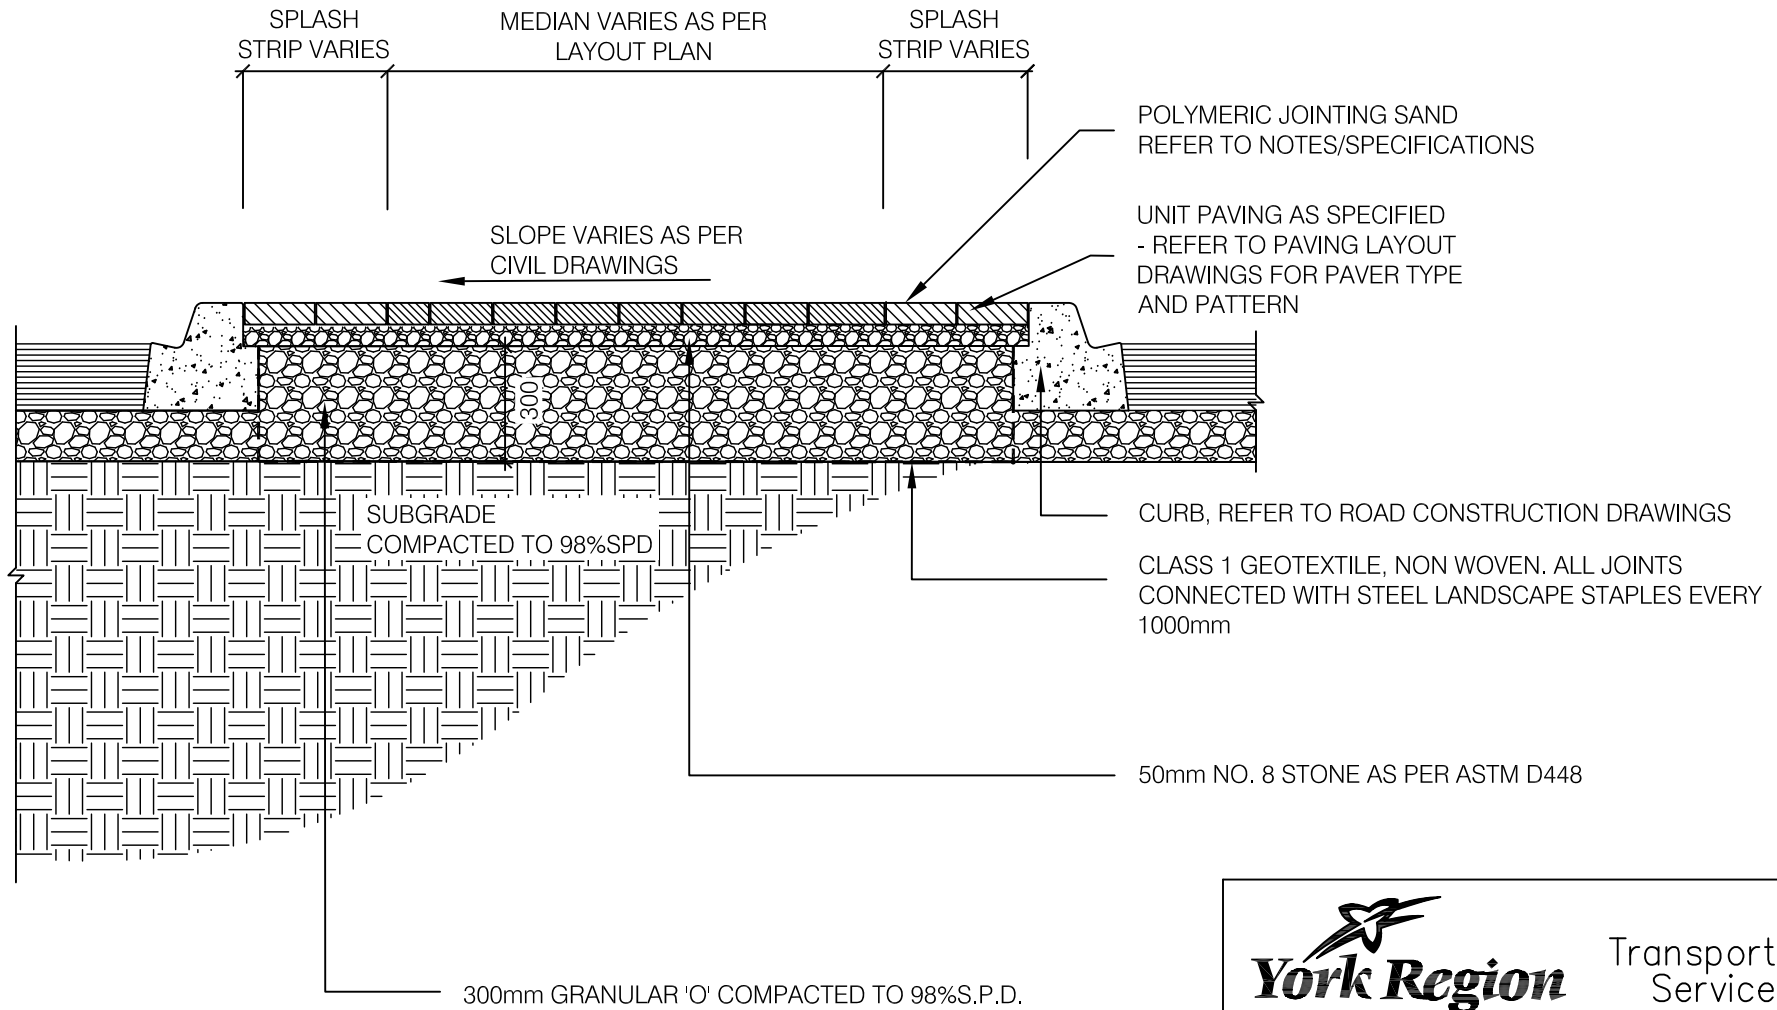 SPLASH
STRIP VARIES
MEDIAN VARIES AS PER
LAYOUT PLAN
SPLASH
STRIP VARIES
POLYMERIC JOINTING SAND
REFER TO NOTES/SPECIFICATIONS
UNIT PAVING AS SPECIFIED
- REFER TO PAVING LAYOUT
DRAWINGS FOR PAVER TYPE
AND PATTERN
SLOPE VARIES AS PER
CIVIL DRAWINGS
300
SUBGRADE
COMPACTED TO 98%SPD
CURB, REFER TO ROAD CONSTRUCTION DRAWINGS
CLASS 1 GEOTEXTILE, NON WOVEN. ALL JOINTS
CONNECTED WITH STEEL LANDSCAPE STAPLES EVERY
1000mm
50mm NO. 8 STONE AS PER ASTM D448
300mm GRANULAR 'O' COMPACTED TO 98%S.P.D.
York Region
Transport
Service